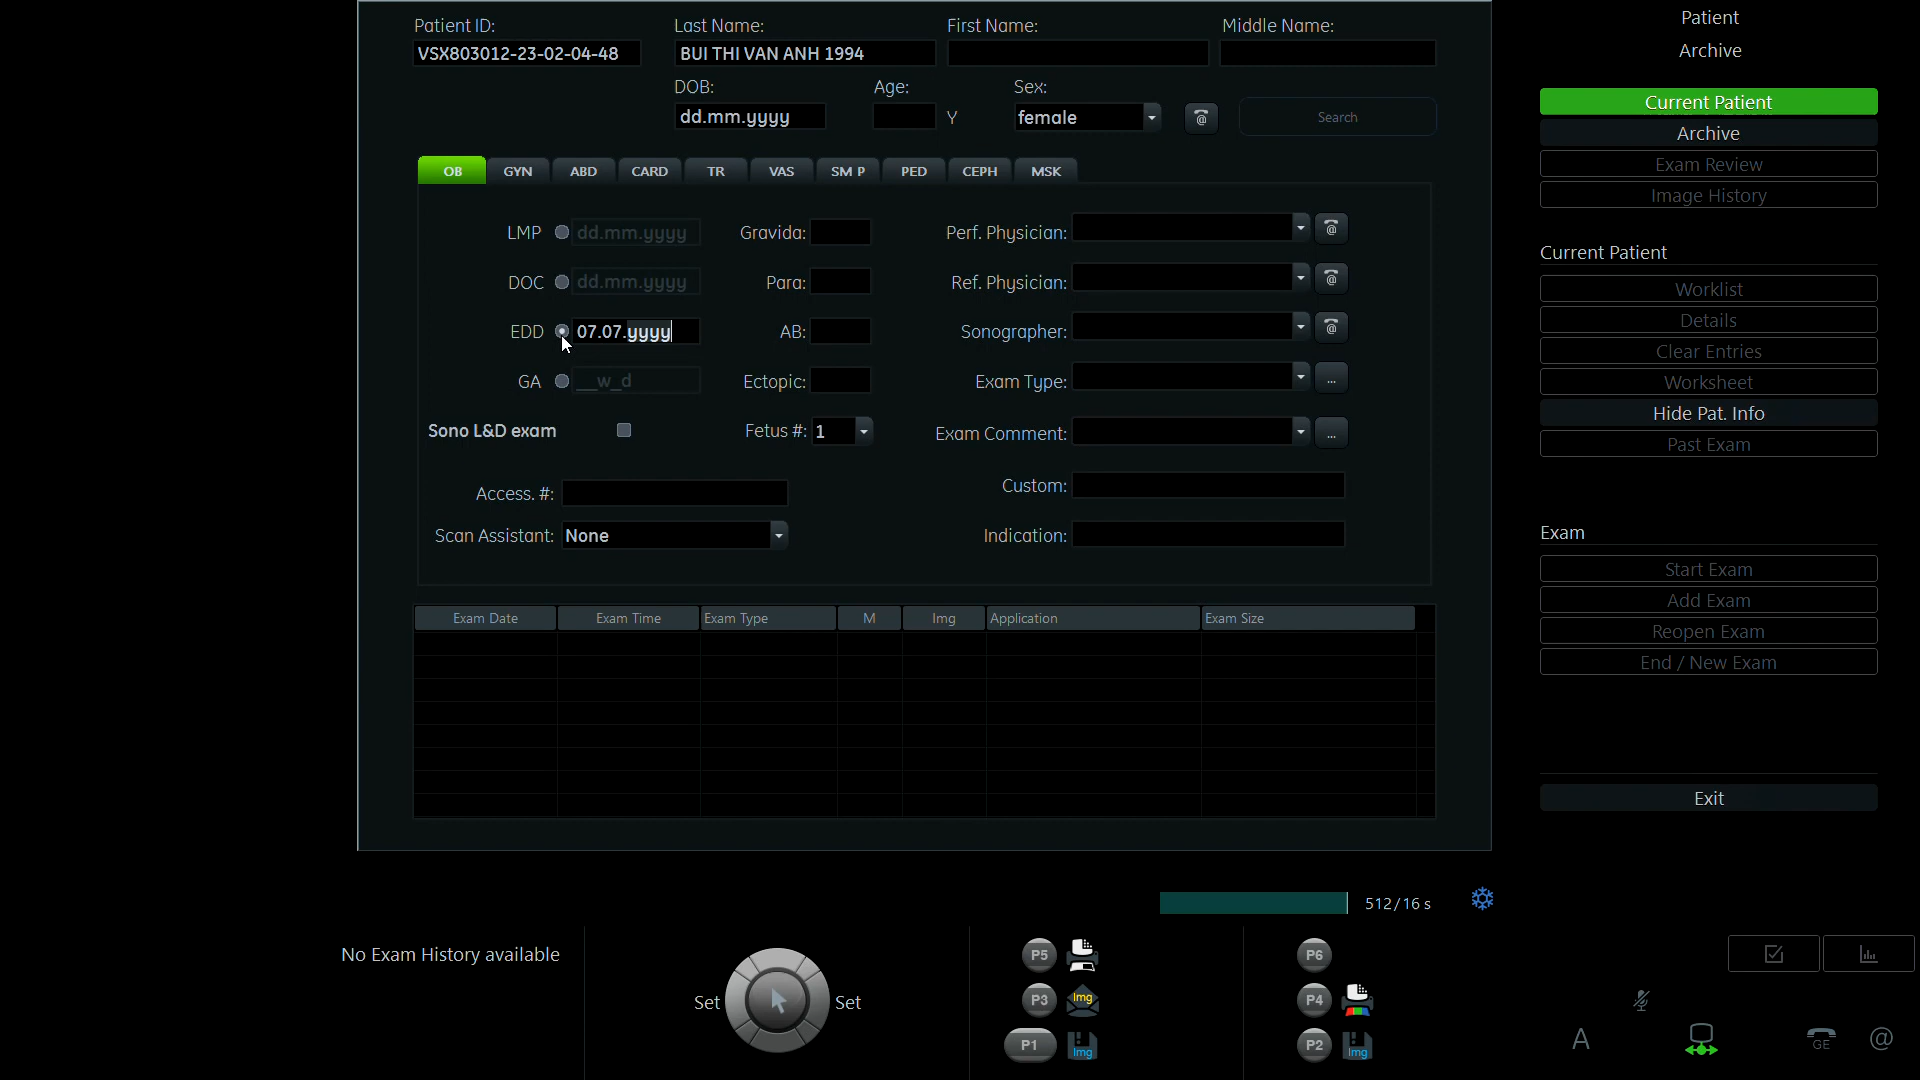 Patient ID: Last Name: First Name: Middle Name:
VSX803012-23-02-04-48 BUI THI VAN ANH 1994
DOB: Age: Sex:
dd.mm.yyyy Y female @ Search
OB GYN ABD CARD TR VAS SM P PED CEPH MSK
LMP dd.mm.yyyy Gravida: Perf. Physician: @
DOC dd.mm.yyyy Para: Ref. Physician: @
EDD 07.07.yyyy AB: Sonographer: @
GA __w_d Ectopic: Exam Type: ...
Sono L&D exam Fetus #: 1 Exam Comment: ...
Access. #: Custom:
Scan Assistant: None Indication:
Exam Date Exam Time Exam Type M Img Application Exam Size
Patient
Archive
Current Patient
Archive
Exam Review
Image History
Current Patient
Worklist
Details
Clear Entries
Worksheet
Hide Pat. Info
Past Exam
Exam
Start Exam
Add Exam
Reopen Exam
End / New Exam
Exit
512/16 s
No Exam History available
Set Set
P5 P6
P3 Img P4
P1 Img P2 Img
A GE @